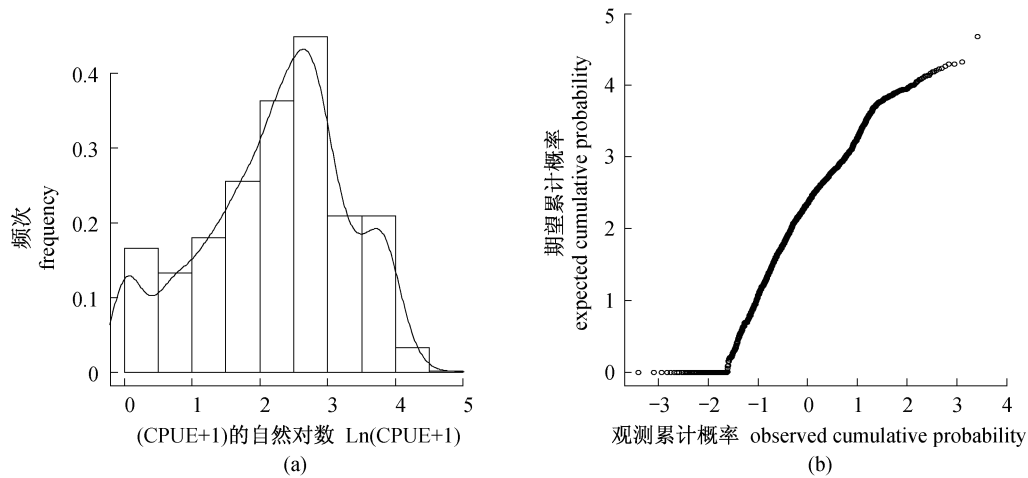 0.4
0.3
0.2
0.1
0
频次
frequency
0 1 2 3 4 5
(CPUE+1)的自然对数 Ln(CPUE+1)
(a)
5
4
3
2
1
0
期望累计概率
expected cumulative probability
−3 −2 −1 0 1 2 3 4
观测累计概率 observed cumulative probability
(b)